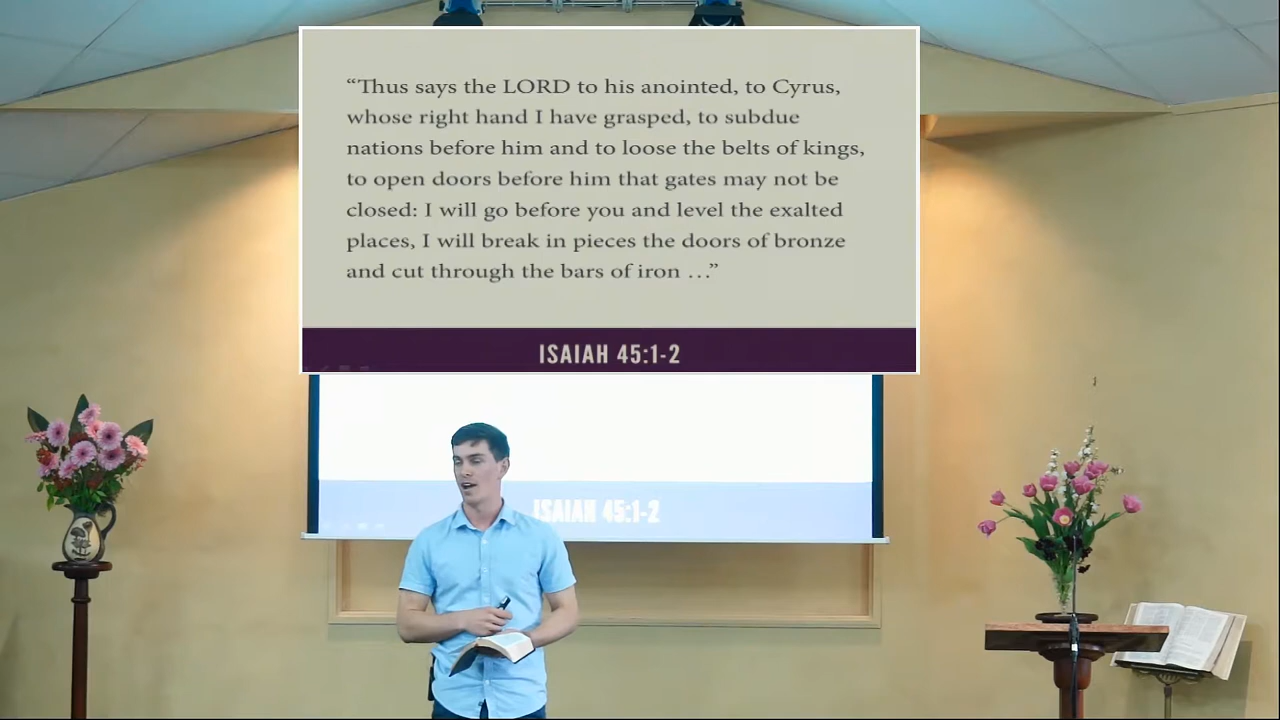 “Thus says the LORD to his anointed, to Cyrus,
whose right hand I have grasped, to subdue
nations before him and to loose the belts of kings,
to open doors before him that gates may not be
closed: I will go before you and level the exalted
places, I will break in pieces the doors of bronze
and cut through the bars of iron …”
ISAIAH 45:1-2
ISAIAH 45:1-2